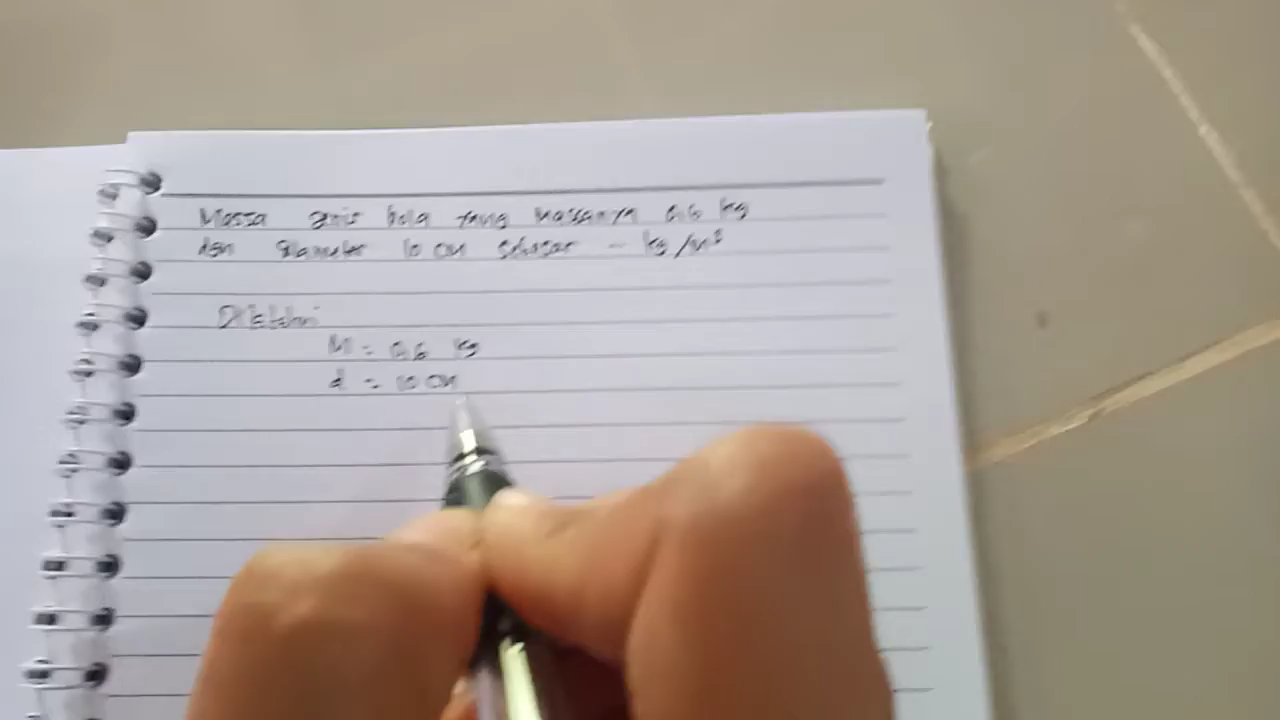 Massa jenis bola yang massanya 0,6 kg
dan diameter 10 cm sebesar - kg/m³
Diketahui
M = 0,6 kg
d = 10 cm